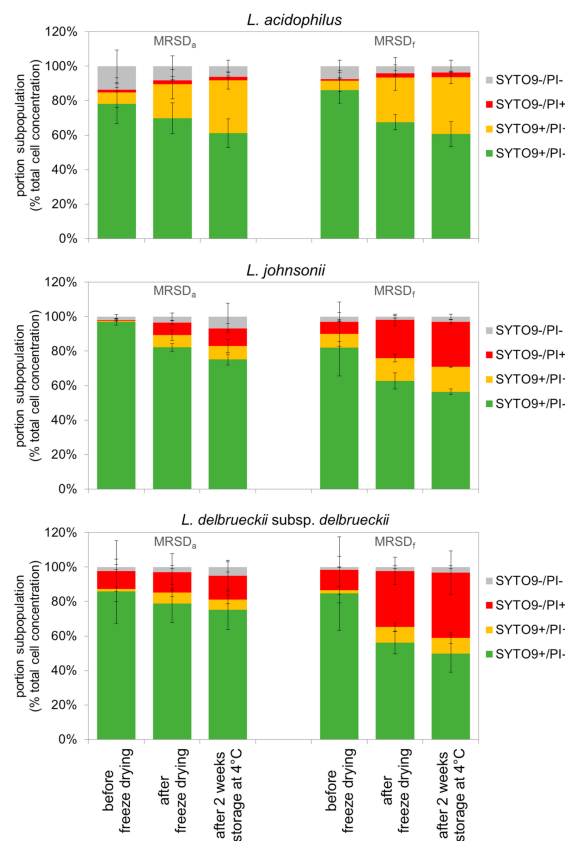 L. acidophilus
MRSDa
MRSDf
120%
100%
80%
60%
40%
20%
0%
portion subpopulation
(% total cell concentration)
SYTO9-/PI-
SYTO9-/PI+
SYTO9+/PI-
SYTO9+/PI-
L. johnsonii
MRSDa
MRSDf
120%
100%
80%
60%
40%
20%
0%
portion subpopulation
(% total cell concentration)
SYTO9-/PI-
SYTO9-/PI+
SYTO9+/PI-
SYTO9+/PI-
L. delbrueckii subsp. delbrueckii
MRSDa
MRSDf
120%
100%
80%
60%
40%
20%
0%
portion subpopulation
(% total cell concentration)
SYTO9-/PI-
SYTO9-/PI+
SYTO9+/PI-
SYTO9+/PI-
before
freeze drying
after
freeze drying
after 2 weeks
storage at 4°C
before
freeze drying
after
freeze drying
after 2 weeks
storage at 4°C